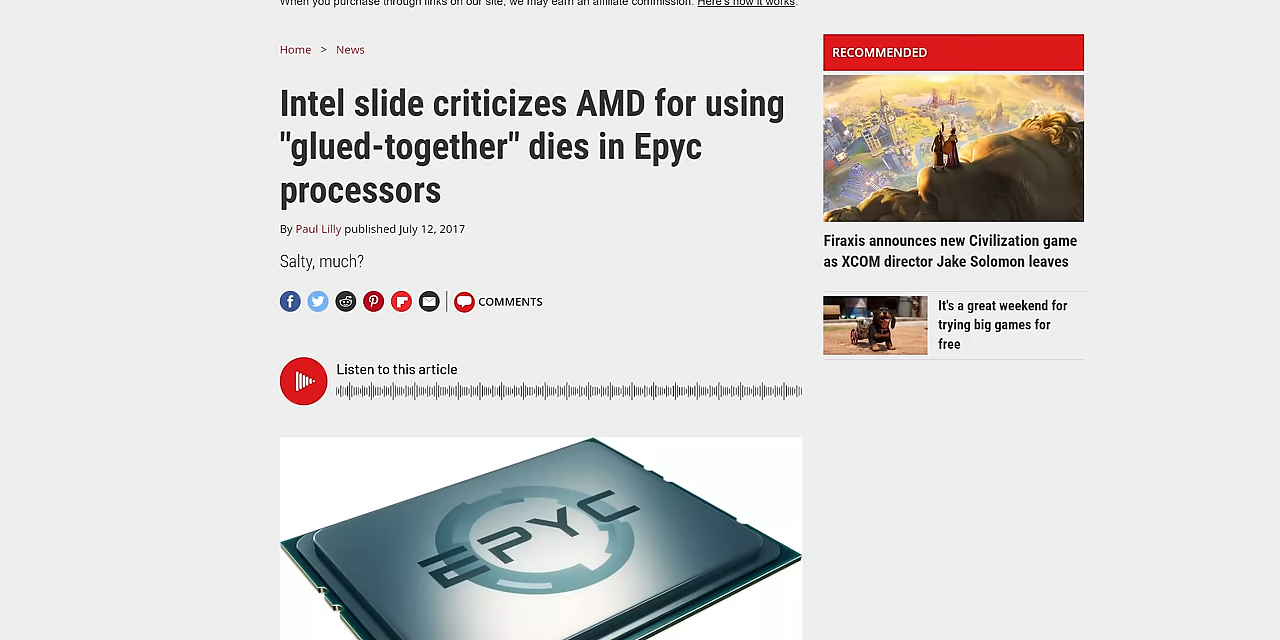 When you purchase through links on our site, we may earn an affiliate commission. Here's how it works.
Home > News
Intel slide criticizes AMD for using
"glued-together" dies in Epyc
processors
By Paul Lilly published July 12, 2017
Salty, much?
COMMENTS
Listen to this article
EPYC
RECOMMENDED
Firaxis announces new Civilization game
as XCOM director Jake Solomon leaves
It's a great weekend for
trying big games for
free